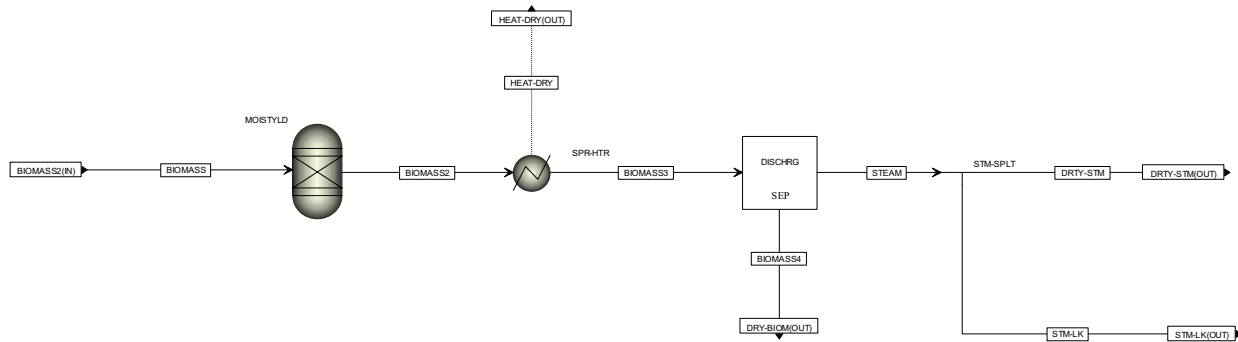 HEAT-DRY(OUT)
HEAT-DRY
MOISTYLD
SPR-HTR
BIOMASS2(IN)
BIOMASS
BIOMASS2
BIOMASS3
DISCHRG
SEP
STEAM
STM-SPLT
DRTY-STM
DRTY-STM(OUT)
BIOMASS4
DRY-BIOM(OUT)
STM-LK
STM-LK(OUT)